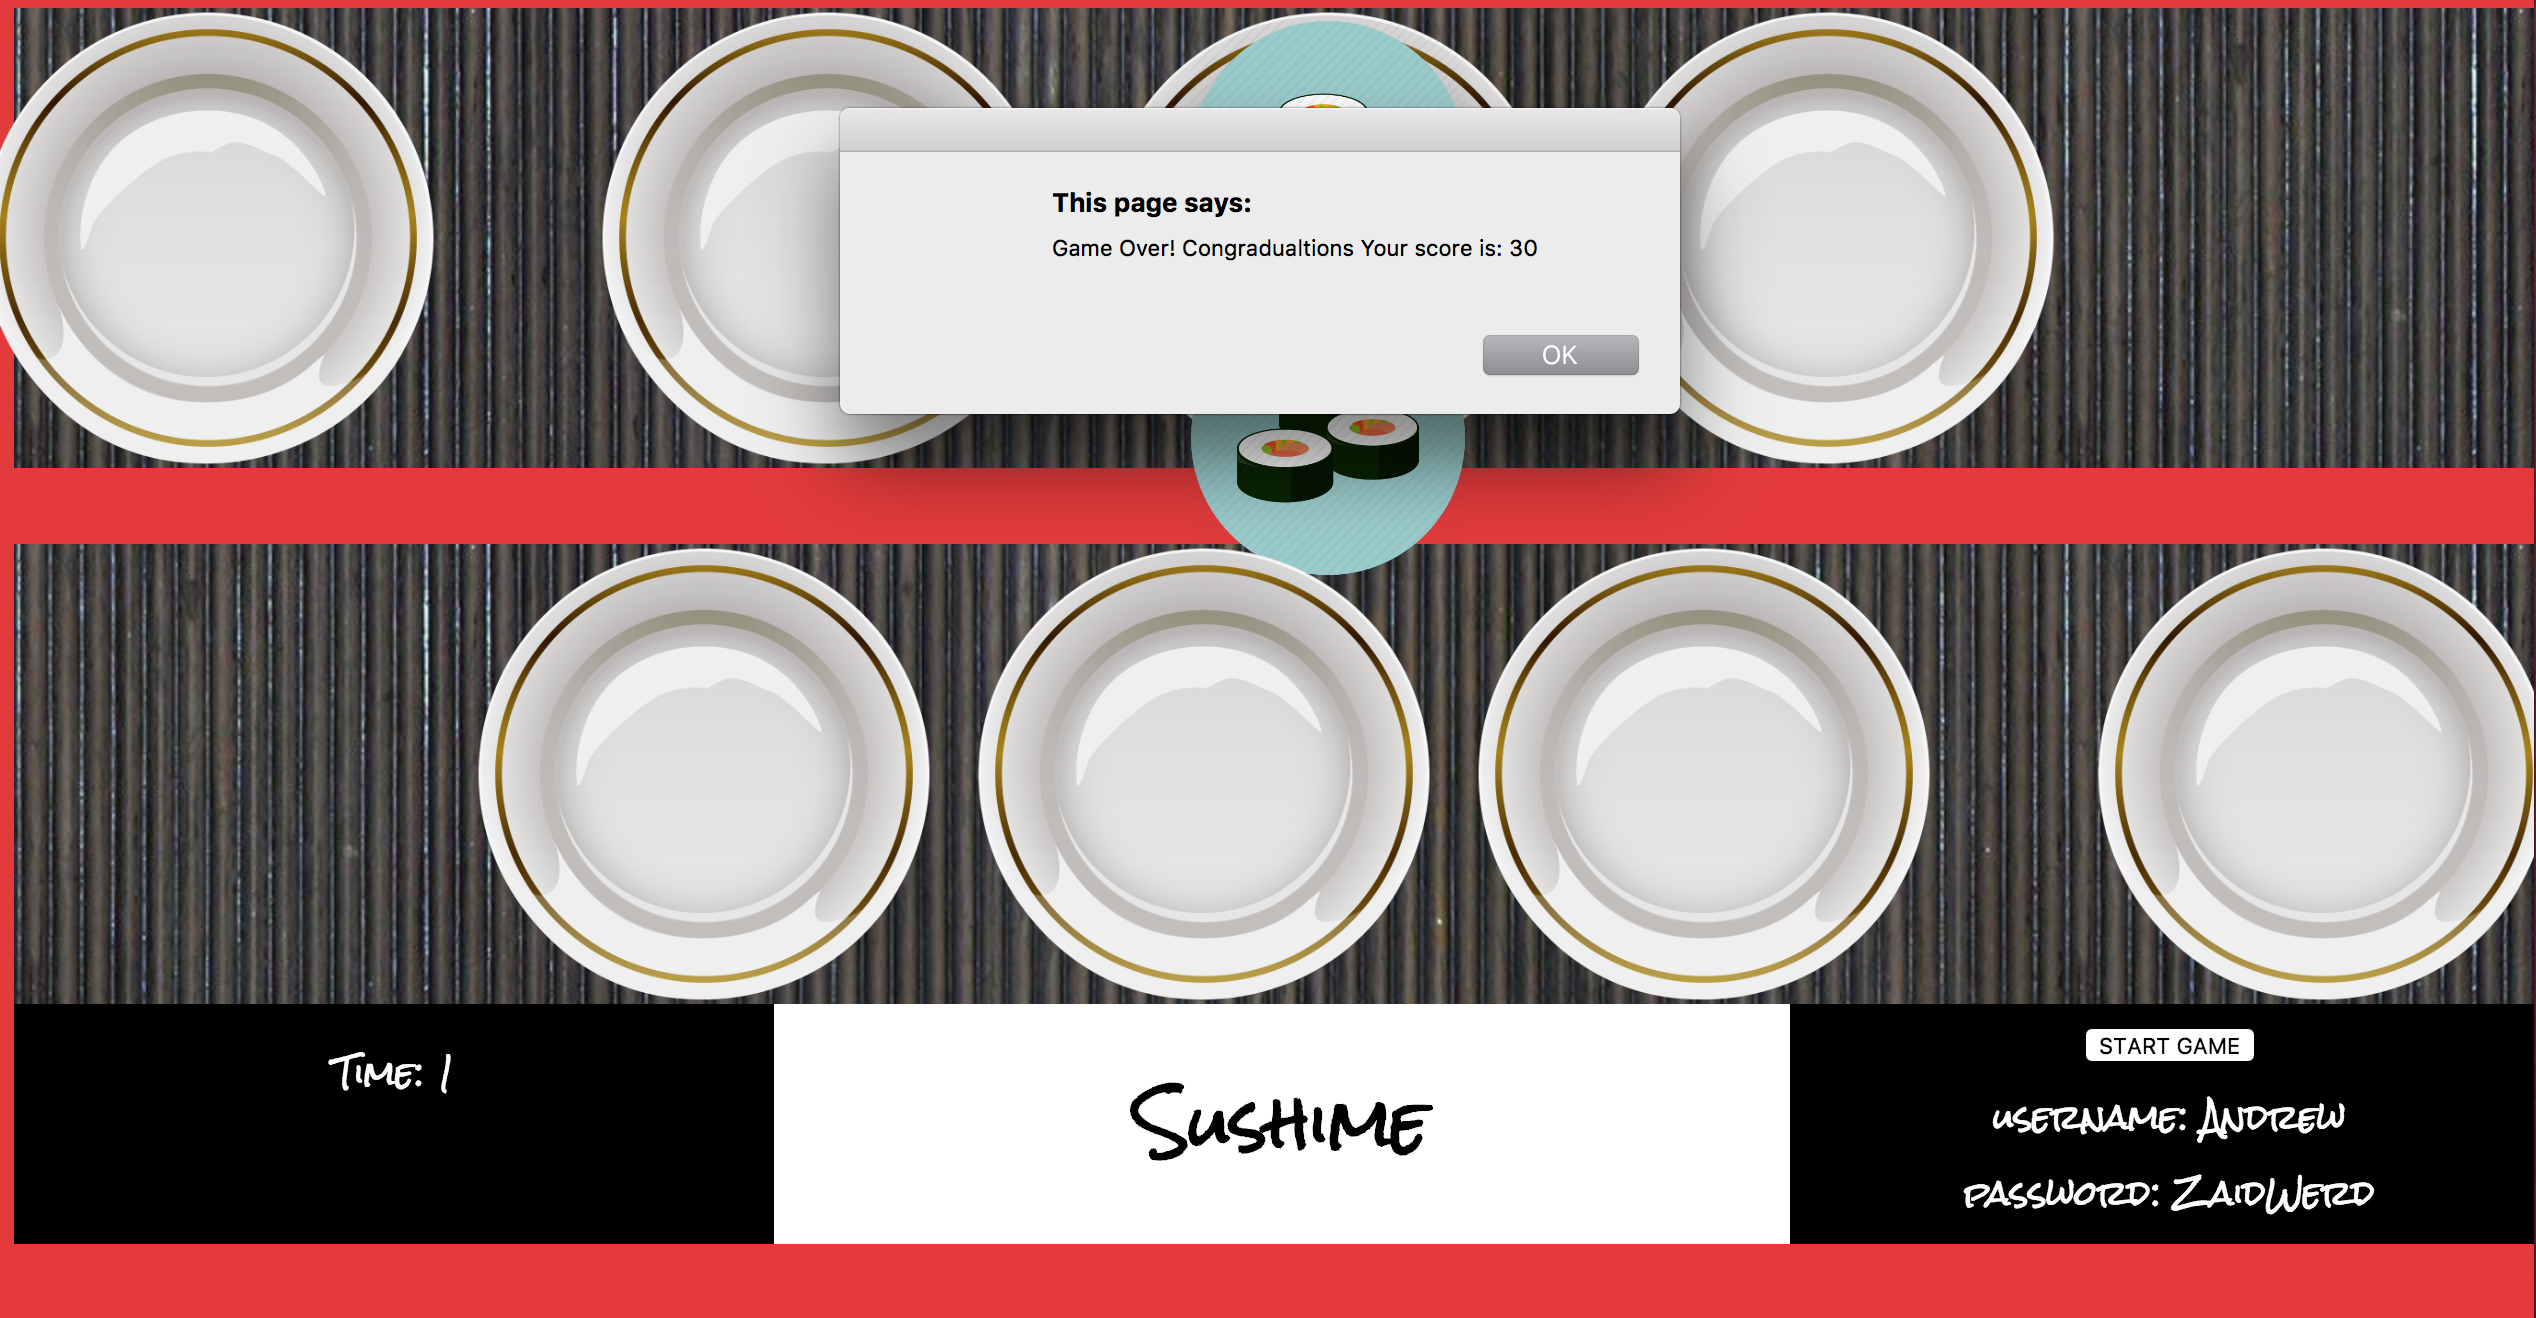 This page says:
Game Over! Congradualtions Your score is: 30
OK
Time: 1
Sushime
START GAME
username: Andrew
password: ZaidWerd